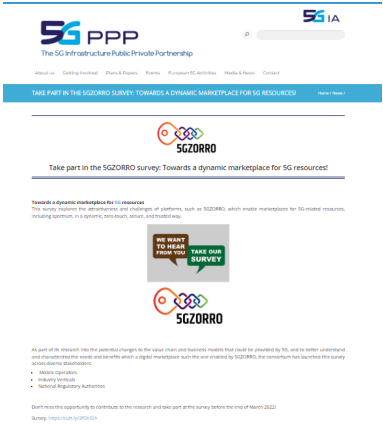 5G PPP
5G IA
The 5G Infrastructure Public Private Partnership
About us Getting Involved Plans & Papers Events European 5G Activities Media & News Contact
TAKE PART IN THE 5GZORRO SURVEY: TOWARDS A DYNAMIC MARKETPLACE FOR 5G RESOURCES!
Home / News /
5GZORRO
Take part in the 5GZORRO survey: Towards a dynamic marketplace for 5G resources!
Towards a dynamic marketplace for 5G resources
This survey explores the attractiveness and challenges of platforms, such as 5GZORRO, which enable marketplaces for 5G-related resources,
including spectrum, in a dynamic, zero-touch, secure, and trusted way.
WE WANT
TO HEAR
FROM YOU
TAKE OUR
SURVEY
5GZORRO
As part of its research into the potential changes to the value chain and business models that could be provided by 5G, and to better understand
and characterized the needs and benefits which a digital marketplace such the one enabled by 5GZORRO, the consortium has launched this survey
across diverse stakeholders:
• Mobile Operators
• Industry Verticals
• National Regulatory Authorities
Don't miss the opportunity to contribute to the research and take part at the survey before the end of March 2022!
Survey: